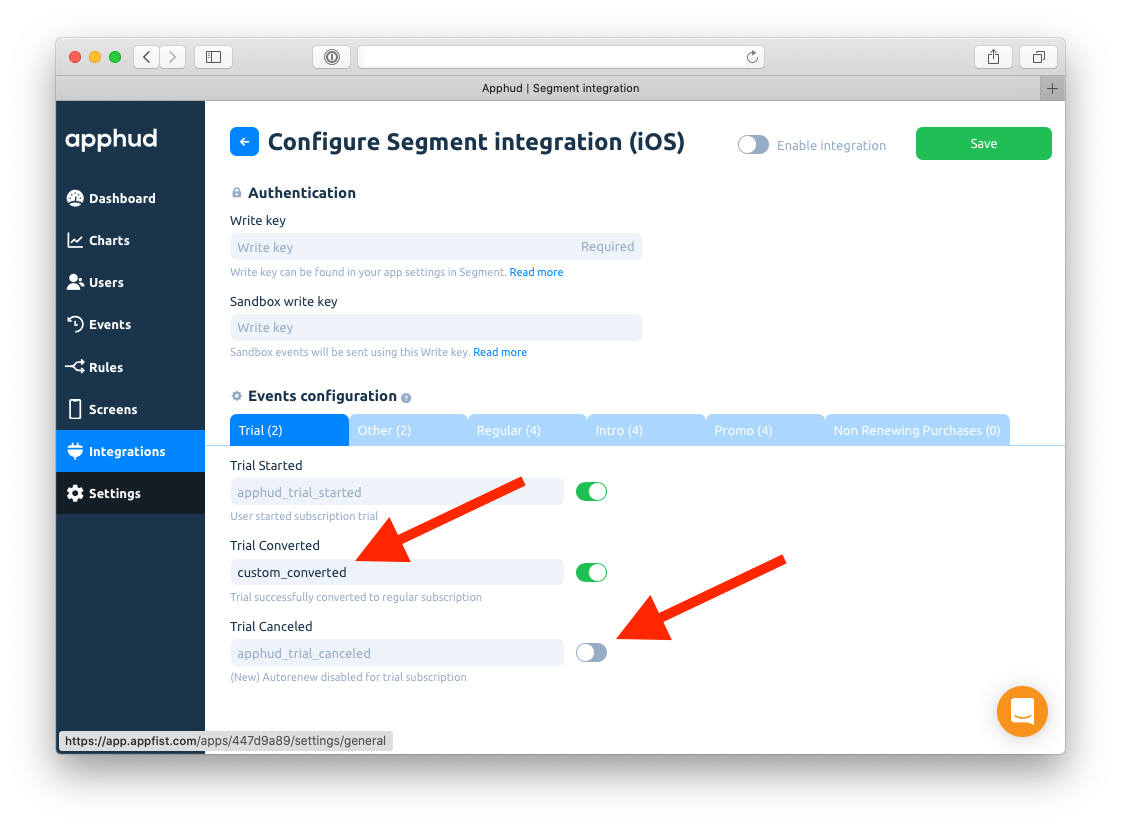 Apphud | Segment integration
apphud
Dashboard
Charts
Users
Events
Rules
Screens
Integrations
Settings
Configure Segment integration (iOS)
Enable integration
Save
Authentication
Write key
Write key Required
Write key can be found in your app settings in Segment. Read more
Sandbox write key
Write key
Sandbox events will be sent using this Write key. Read more
Events configuration ?
Trial (2) Other (2) Regular (4) Intro (4) Promo (4) Non Renewing Purchases (0)
Trial Started
apphud_trial_started
User started subscription trial
Trial Converted
custom_converted
Trial successfully converted to regular subscription
Trial Canceled
apphud_trial_canceled
(New) Autorenew disabled for trial subscription
https://app.appfist.com/apps/447d9a89/settings/general